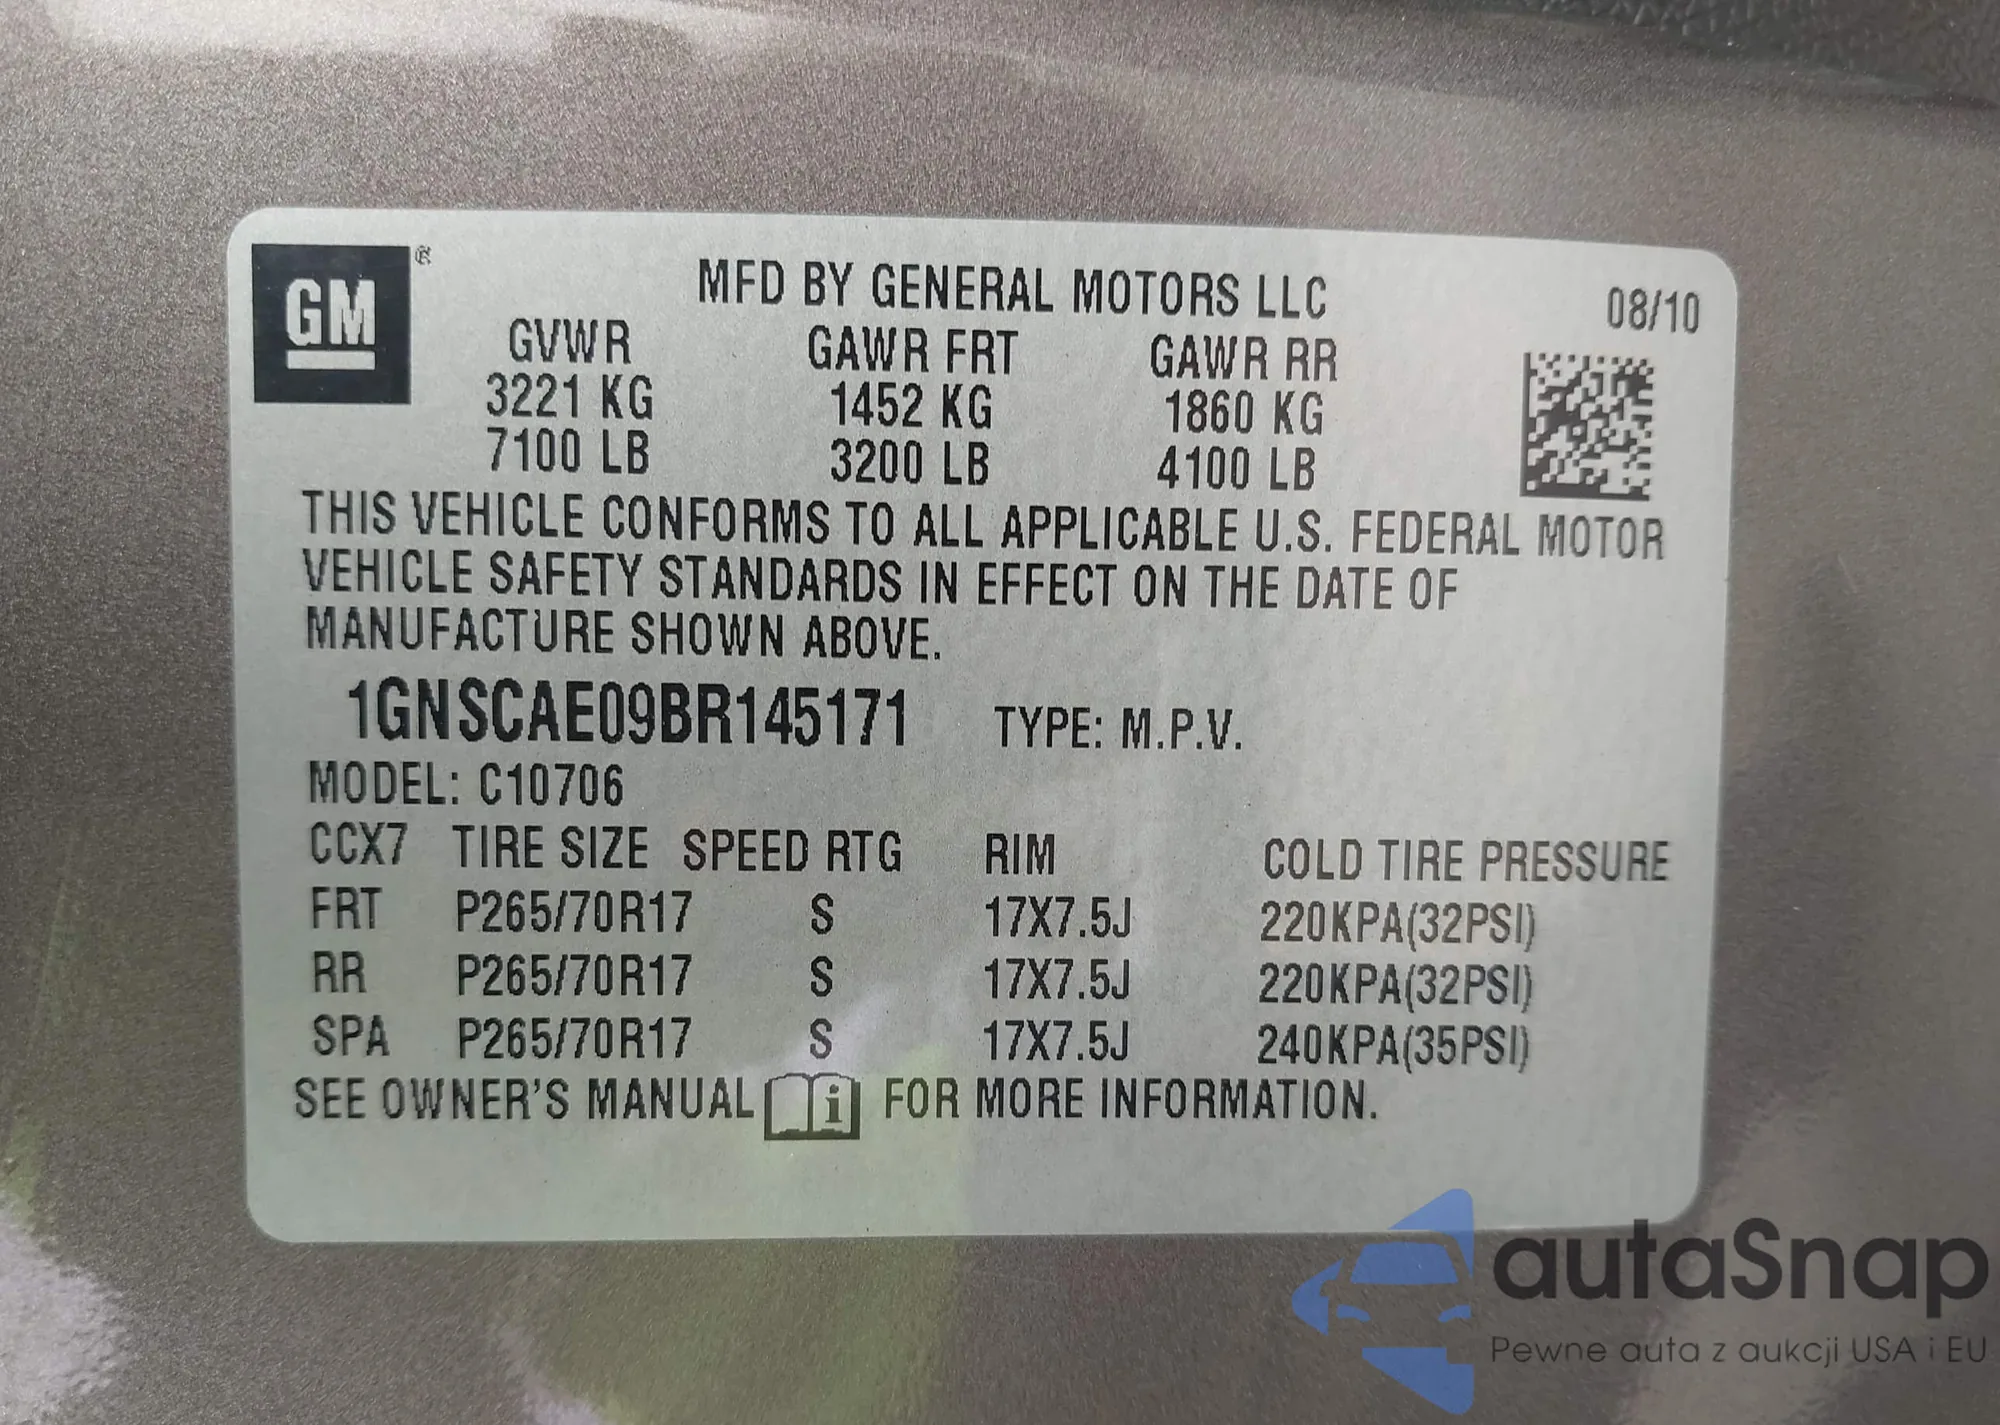 GM ®
MFD BY GENERAL MOTORS LLC 08/10
GVWR GAWR FRT GAWR RR
3221 KG 1452 KG 1860 KG
7100 LB 3200 LB 4100 LB
THIS VEHICLE CONFORMS TO ALL APPLICABLE U.S. FEDERAL MOTOR
VEHICLE SAFETY STANDARDS IN EFFECT ON THE DATE OF
MANUFACTURE SHOWN ABOVE.
1GNSCAE09BR145171 TYPE: M.P.V.
MODEL: C10706
CCX7 TIRE SIZE SPEED RTG RIM COLD TIRE PRESSURE
FRT P265/70R17 S 17X7.5J 220KPA(32PSI)
RR P265/70R17 S 17X7.5J 220KPA(32PSI)
SPA P265/70R17 S 17X7.5J 240KPA(35PSI)
SEE OWNER'S MANUAL i FOR MORE INFORMATION.
autaSnap
Pewne auta z aukcji USA i EU